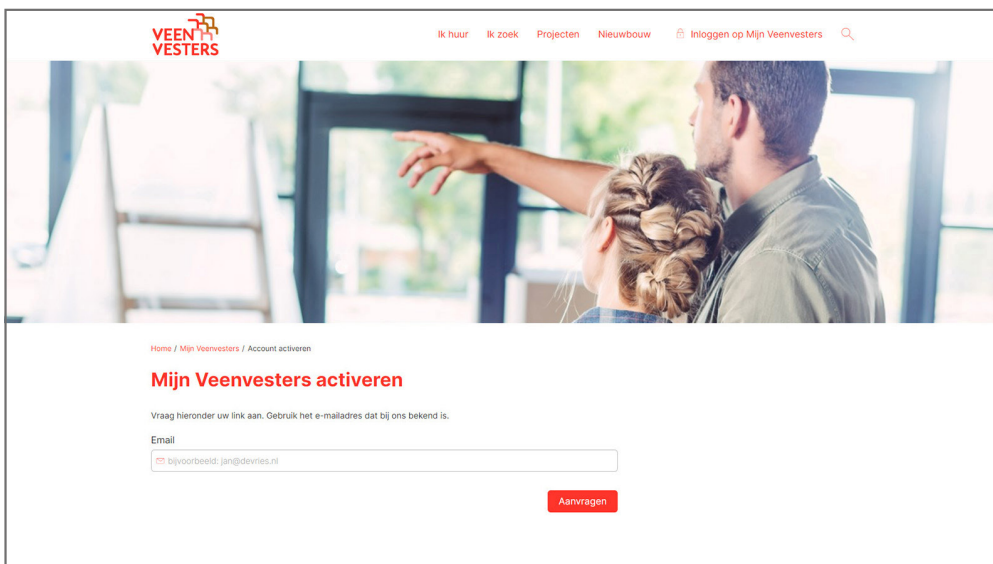 VEEN
VESTERS
Ik huur Ik zoek Projecten Nieuwbouw Inloggen op Mijn Veenvesters
Home / Mijn Veenvesters / Account activeren
Mijn Veenvesters activeren
Vraag hieronder uw link aan. Gebruik het e-mailadres dat bij ons bekend is.
Email
bijvoorbeeld: jan@devries.nl
Aanvragen